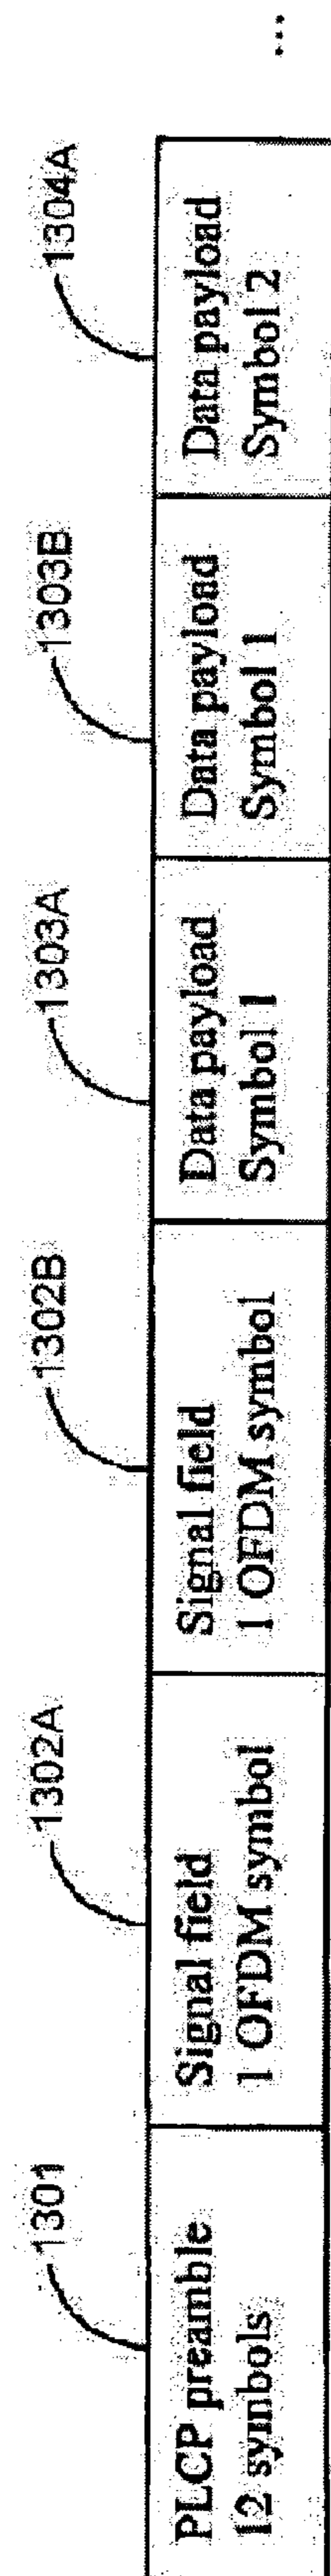 1301
1302A
1302B
1303A
1303B
1304A
PLCP preamble
12 symbols
Signal field
1 OFDM symbol
Signal field
1 OFDM symbol
Data payload
Symbol 1
Data payload
Symbol 1
Data payload
Symbol 2
...